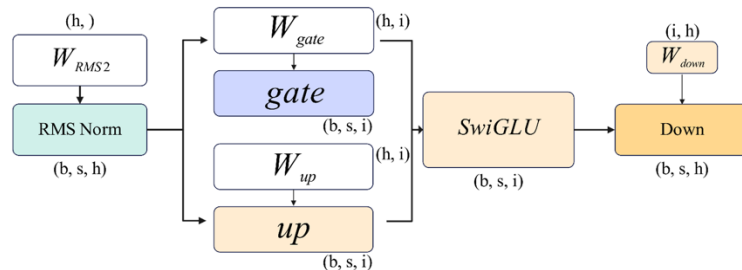 (h, )
W_RMS2
RMS Norm
(b, s, h)
W_gate
(h, i)
gate
(b, s, i)
W_up
(h, i)
up
(b, s, i)
SwiGLU
(b, s, i)
(i, h)
W_down
Down
(b, s, h)